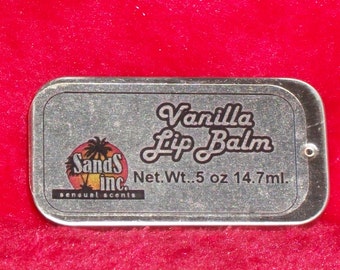 Vanilla
Lip Balm
Sands
inc.
sensual scents
Net.Wt..5 oz 14.7ml.